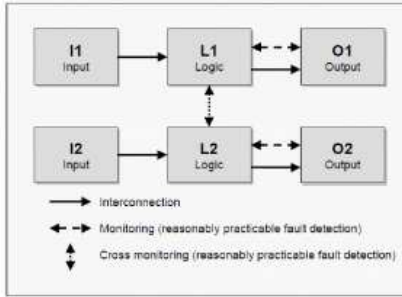 I1
Input
L1
Logic
O1
Output
I2
Input
L2
Logic
O2
Output
Interconnection
Monitoring (reasonably practicable fault detection)
Cross monitoring (reasonably practicable fault detection)